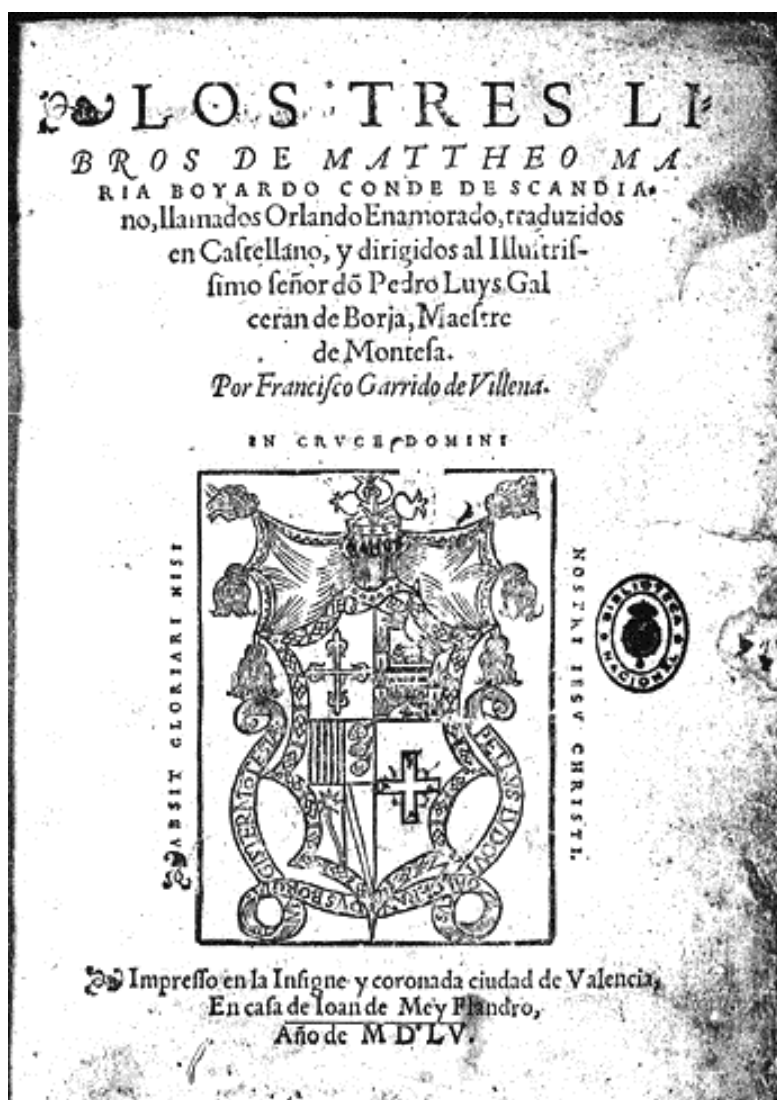 LOS TRES LI
BROS DE MATTHEO MA
RIA BOYARDO CONDE DE SCANDIA-
no, llamados Orlando Enamorado, traduzidos
en Caſtellano, y dirigidos al Illuſtriſ-
ſimo ſeñor dõ Pedro Luys Gal
ceran de Borja, Maeſtre
de Monteſa.
Por Franciſco Garrido de Villena.
IN CRVCE DOMINI
ABSIT GLORIARI NISI
NOSTRI IESV CHRISTI.
BIBLIOTECA NACIONAL
Impreſſo en la Inſigne y coronada ciudad de Valencia,
En caſa de Ioan de Mey Flandro,
Año de M D LV.